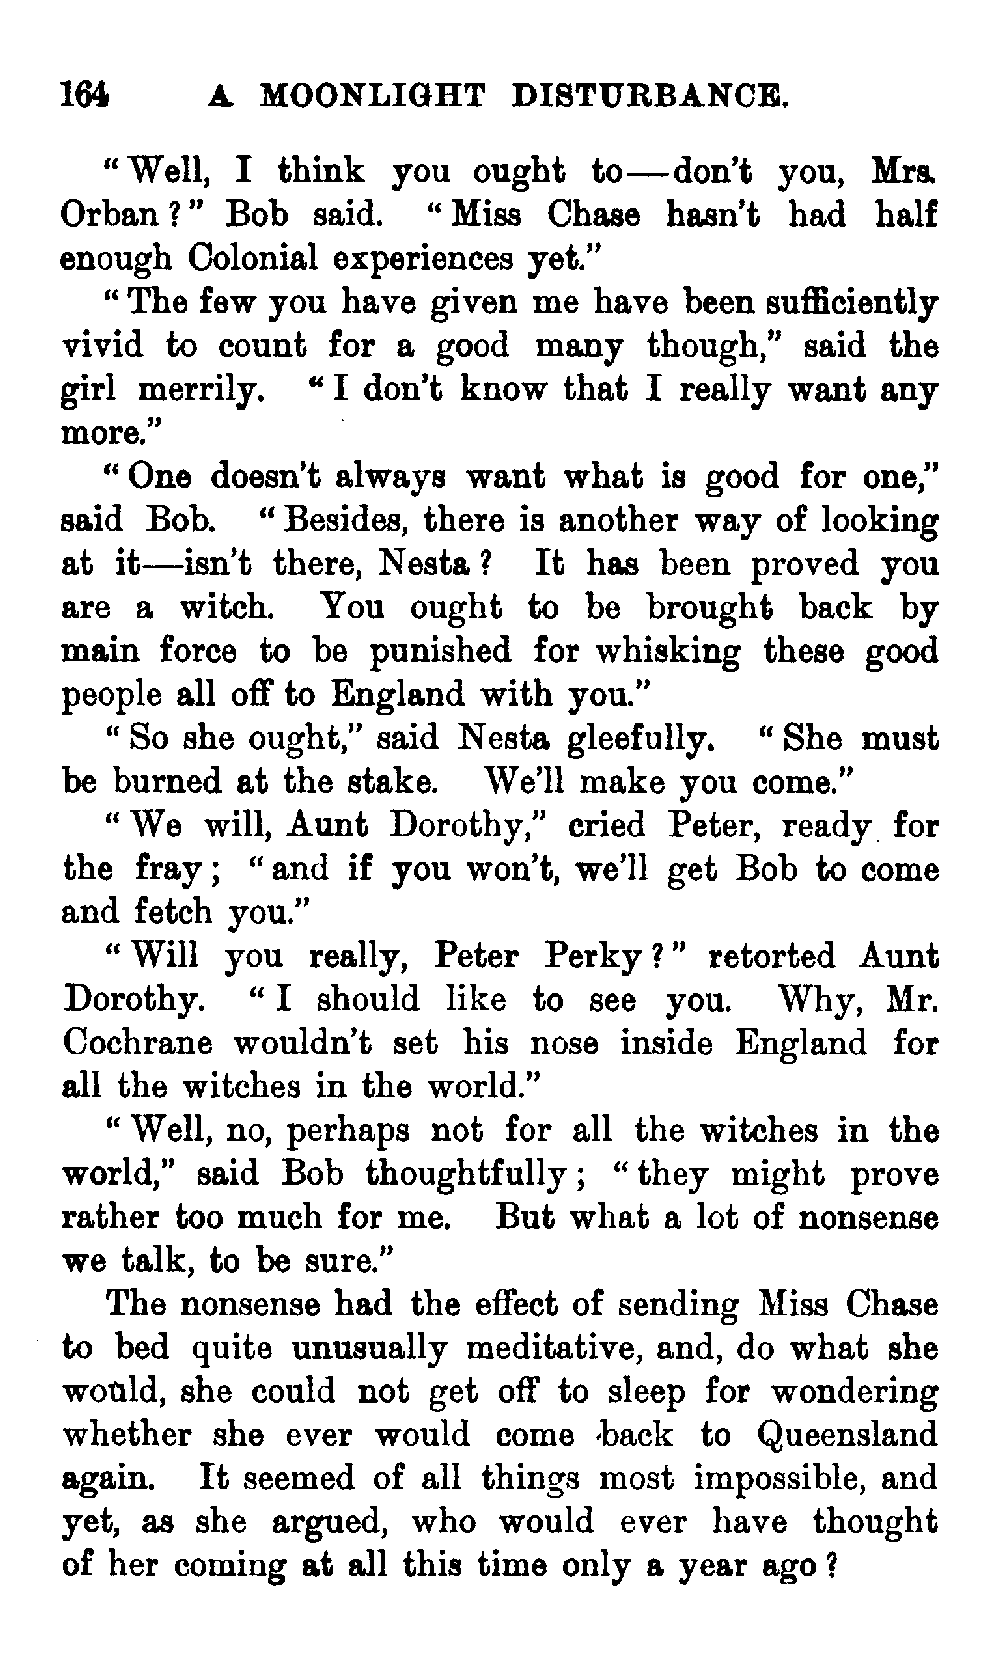 164 A MOONLIGHT DISTURBANCE.
“Well, I think you ought to—don’t you, Mrs.
Orban?” Bob said. “Miss Chase hasn’t had half
enough Colonial experiences yet.”
“The few you have given me have been sufficiently
vivid to count for a good many though,” said the
girl merrily. “I don’t know that I really want any
more.”
“One doesn’t always want what is good for one,”
said Bob. “Besides, there is another way of looking
at it—isn’t there, Nesta? It has been proved you
are a witch. You ought to be brought back by
main force to be punished for whisking these good
people all off to England with you.”
“So she ought,” said Nesta gleefully. “She must
be burned at the stake. We’ll make you come.”
“We will, Aunt Dorothy,” cried Peter, ready for
the fray; “and if you won’t, we’ll get Bob to come
and fetch you.”
“Will you really, Peter Perky?” retorted Aunt
Dorothy. “I should like to see you. Why, Mr.
Cochrane wouldn’t set his nose inside England for
all the witches in the world.”
“Well, no, perhaps not for all the witches in the
world,” said Bob thoughtfully; “they might prove
rather too much for me. But what a lot of nonsense
we talk, to be sure.”
The nonsense had the effect of sending Miss Chase
to bed quite unusually meditative, and, do what she
would, she could not get off to sleep for wondering
whether she ever would come back to Queensland
again. It seemed of all things most impossible, and
yet, as she argued, who would ever have thought
of her coming at all this time only a year ago?